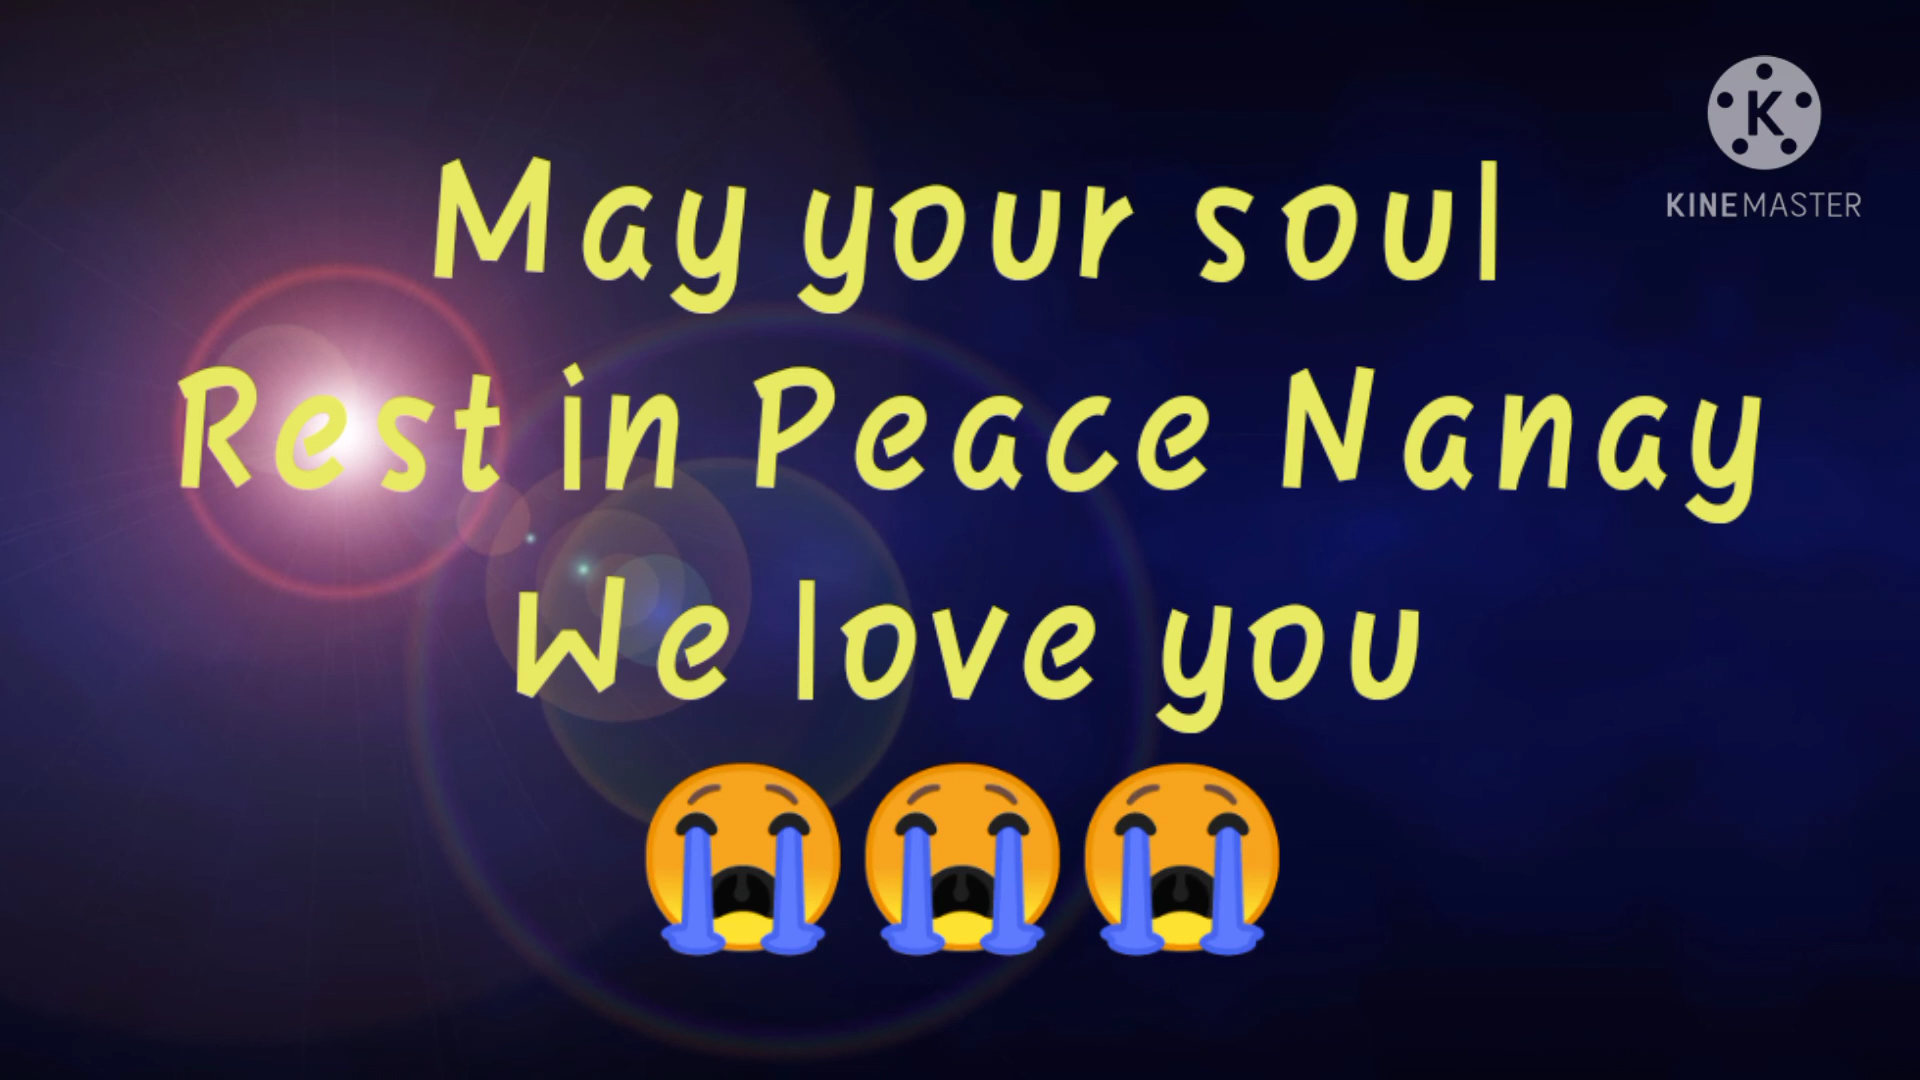 K
KINEMASTER
May your soul
Rest in Peace Nanay
We love you
😭😭😭